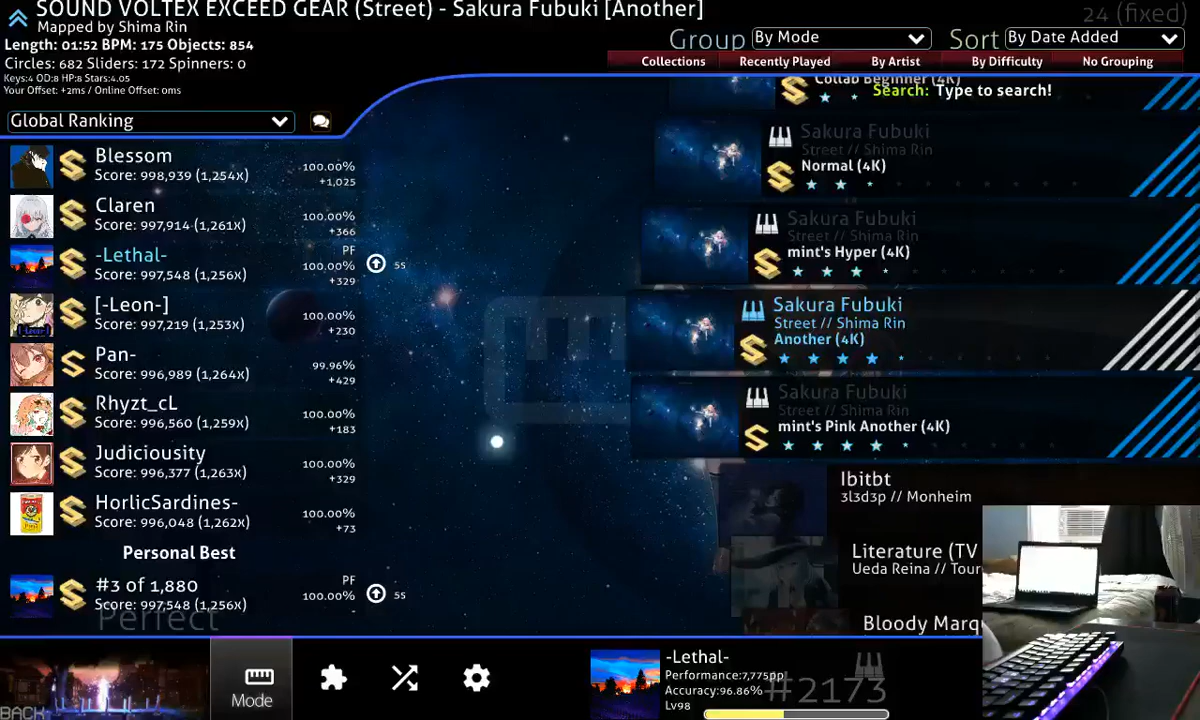 SOUND VOLTEX EXCEED GEAR (Street) - Sakura Fubuki [Another]
Mapped by Shima Rin
Length: 01:52 BPM: 175 Objects: 854
Circles: 682 Sliders: 172 Spinners: 0
Keys:4 OD:8 HP:8 Stars:4.05
Your Offset: +2ms / Online Offset: 0ms
24 (fixed)
Group By Mode Sort By Date Added
Collections Recently Played By Artist By Difficulty No Grouping
Global Ranking
Search: Type to search!
Collab Beginner (4K)
Sakura Fubuki
Street // Shima Rin
Normal (4K)
Sakura Fubuki
Street // Shima Rin
mint's Hyper (4K)
Sakura Fubuki
Street // Shima Rin
Another (4K)
Sakura Fubuki
Street // Shima Rin
mint's Pink Another (4K)
Ibitbt
3l3d3p // Monheim
Literature (TV
Ueda Reina // Tour
Bloody Marq
Blessom
Score: 998,939 (1,254x)
100.00%
+1,025
Claren
Score: 997,914 (1,261x)
100.00%
+366
-Lethal-
Score: 997,548 (1,256x)
PF
100.00%
+329
5s
[-Leon-]
Score: 997,219 (1,253x)
100.00%
+230
Pan-
Score: 996,989 (1,264x)
99.96%
+429
Rhyzt_cL
Score: 996,560 (1,259x)
100.00%
+183
Judiciousity
Score: 996,377 (1,263x)
100.00%
+329
HorlicSardines-
Score: 996,048 (1,262x)
100.00%
+73
Personal Best
#3 of 1,880
Score: 997,548 (1,256x)
PF
100.00%
-
5s
Perfect
BACK
Mode
-Lethal-
Performance:7,775pp
Accuracy:96.86%
Lv98
#2173